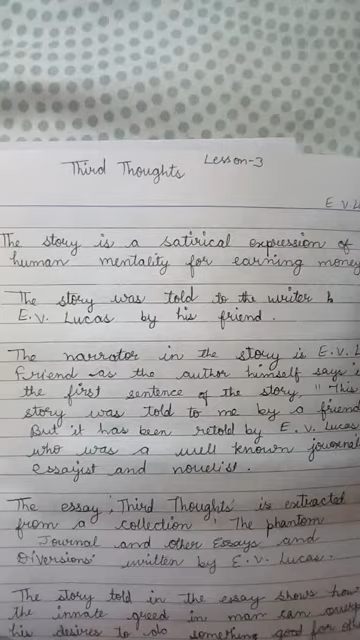 Third Thoughts Lesson-3
E.V.L
The story is a satirical expression of
human mentality for earning money
The story was told to the writer
E.V. Lucas by his friend.
The narrator in the story is E.V.L
friend as the author himself says
the first sentence of the story, "This
story was told to me by a friend
But it has been retold by E.V. Lucas
who was a well known journal
essayist and novelist.
The essay, 'Third Thoughts' is extracted
from a collection 'The phantom
Journal and other Essays and
Diversions' written by E.V. Lucas.
The story told in the essay shows how
the innate greed in man can
his desires to do something good for